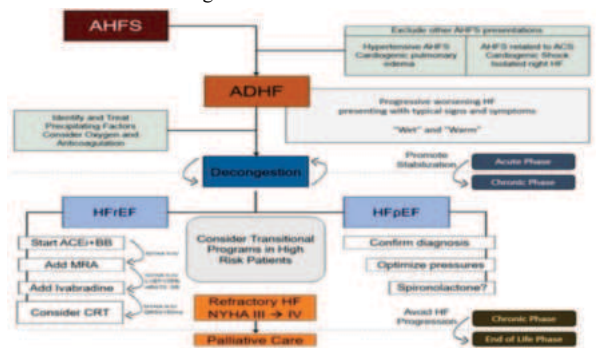 AHFS
Exclude other AHFS presentations
Hypertensive AHFS
Cardiogenic pulmonary
edema
AHFS related to ACS
Cardiogenic Shock
Isolated right HF
ADHF
Progressive worsening HF
presenting with typical signs and symptoms
"Wet" and "Warm"
Identify and Treat
Precipitating Factors
Consider Oxygen and
Anticoagulation
Decongestion
Promote
Stabilization
Acute Phase
Chronic Phase
HFrEF
HFpEF
Start ACEi+BB
Add MRA
Add Ivabradine
Consider CRT
Consider Transitional
Programs in High
Risk Patients
Confirm diagnosis
Optimize pressures
Spironolactone?
Refractory HF
NYHA III → IV
Palliative Care
Avoid HF
Progression
Chronic Phase
End of Life Phase